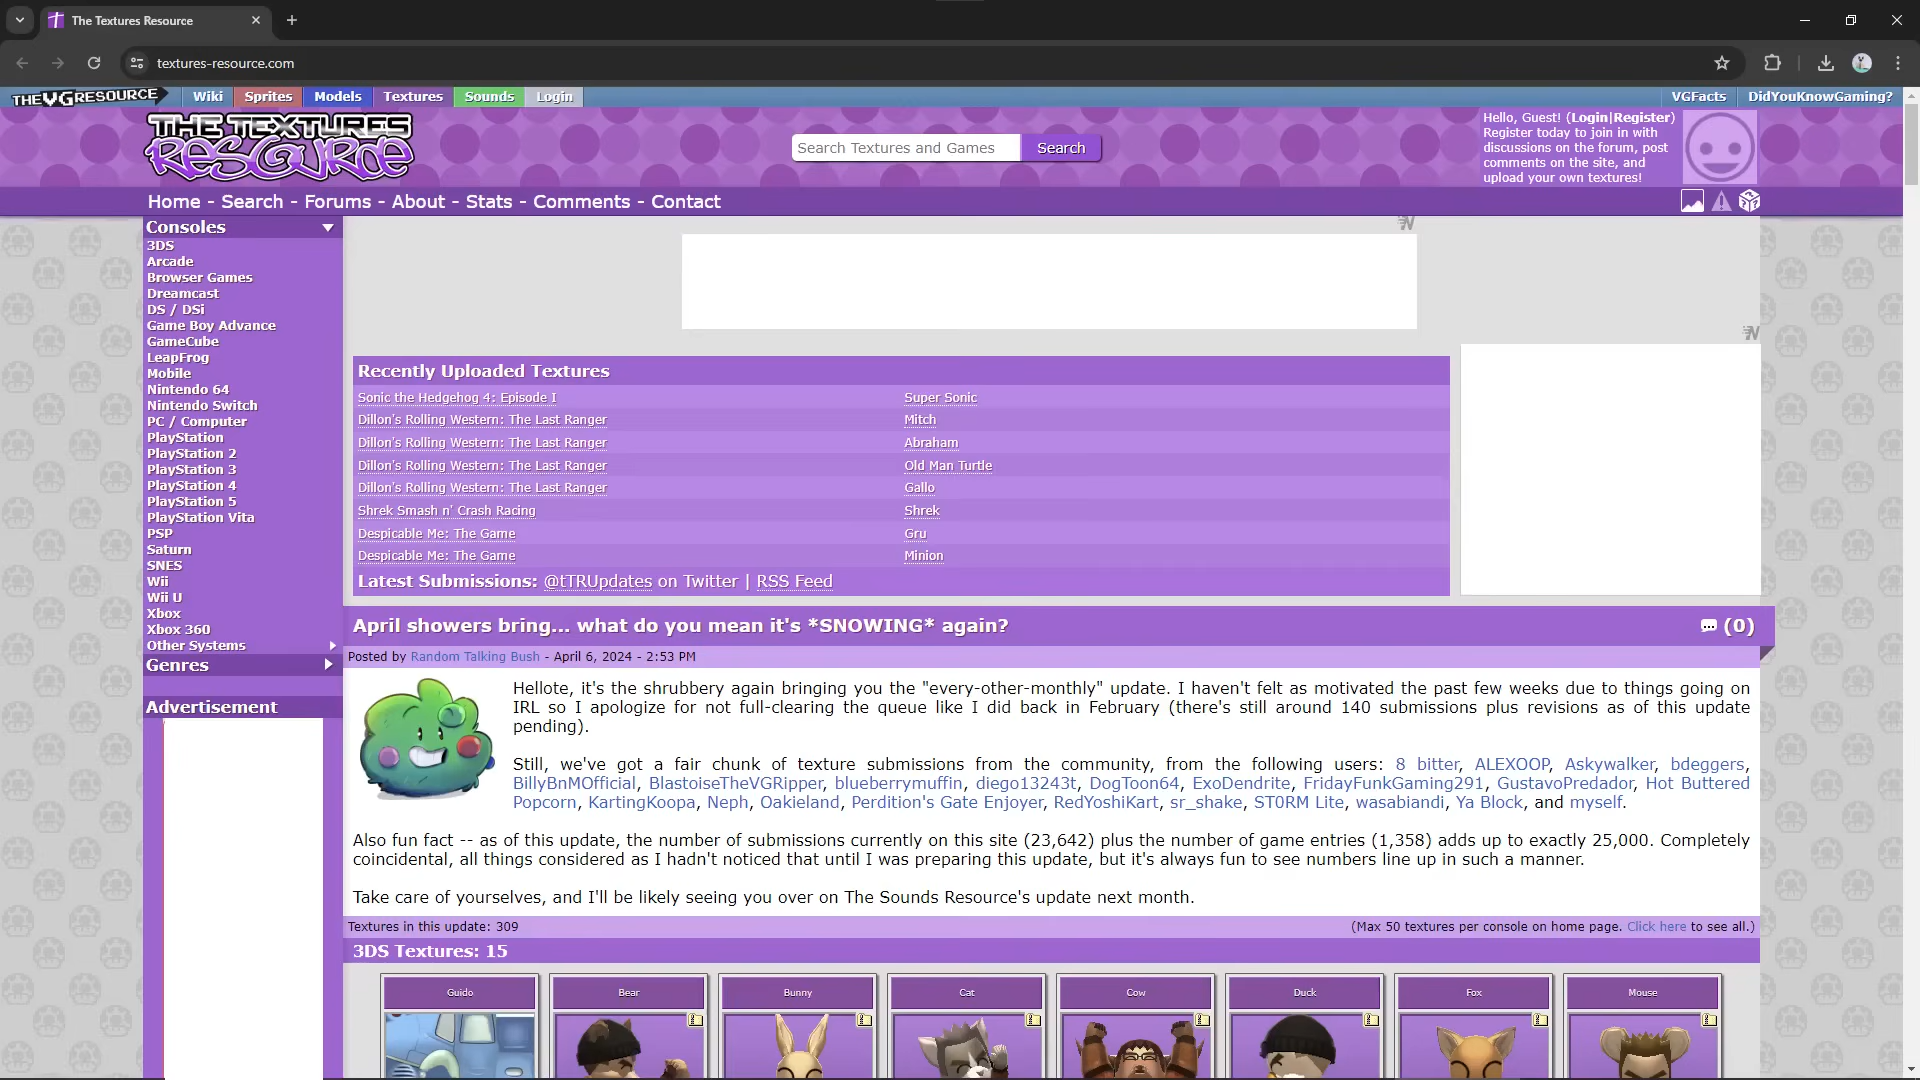 The Textures Resource
textures-resource.com
THE VG RESOURCE
Wiki Sprites Models Textures Sounds Login
VGFacts DidYouKnowGaming?
THE TEXTURES
RESOURCE
Search Textures and Games Search
Hello, Guest! (Login|Register)
Register today to join in with
discussions on the forum, post
comments on the site, and
upload your own textures!
Home - Search - Forums - About - Stats - Comments - Contact
Consoles
3DS
Arcade
Browser Games
Dreamcast
DS / DSi
Game Boy Advance
GameCube
LeapFrog
Mobile
Nintendo 64
Nintendo Switch
PC / Computer
PlayStation
PlayStation 2
PlayStation 3
PlayStation 4
PlayStation 5
PlayStation Vita
PSP
Saturn
SNES
Wii
Wii U
Xbox
Xbox 360
Other Systems
Genres
Advertisement
Recently Uploaded Textures
Sonic the Hedgehog 4: Episode I Super Sonic
Dillon's Rolling Western: The Last Ranger Mitch
Dillon's Rolling Western: The Last Ranger Abraham
Dillon's Rolling Western: The Last Ranger Old Man Turtle
Dillon's Rolling Western: The Last Ranger Gallo
Shrek Smash n' Crash Racing Shrek
Despicable Me: The Game Gru
Despicable Me: The Game Minion
Latest Submissions: @tTRUpdates on Twitter | RSS Feed
April showers bring... what do you mean it's *SNOWING* again? (0)
Posted by Random Talking Bush - April 6, 2024 - 2:53 PM
Hellote, it's the shrubbery again bringing you the "every-other-monthly" update. I haven't felt as motivated the past few weeks due to things going on
IRL so I apologize for not full-clearing the queue like I did back in February (there's still around 140 submissions plus revisions as of this update
pending).
Still, we've got a fair chunk of texture submissions from the community, from the following users: 8 bitter, ALEXOOP, Askywalker, bdeggers,
BillyBnMOfficial, BlastoiseTheVGRipper, blueberrymuffin, diego13243t, DogToon64, ExoDendrite, FridayFunkGaming291, GustavoPredador, Hot Buttered
Popcorn, KartingKoopa, Neph, Oakieland, Perdition's Gate Enjoyer, RedYoshiKart, sr_shake, ST0RM Lite, wasabiandi, Ya Block, and myself.
Also fun fact -- as of this update, the number of submissions currently on this site (23,642) plus the number of game entries (1,358) adds up to exactly 25,000. Completely
coincidental, all things considered as I hadn't noticed that until I was preparing this update, but it's always fun to see numbers line up in such a manner.
Take care of yourselves, and I'll be likely seeing you over on The Sounds Resource's update next month.
Textures in this update: 309 (Max 50 textures per console on home page. Click here to see all.)
3DS Textures: 15
Guido Bear Bunny Cat Cow Duck Fox Mouse